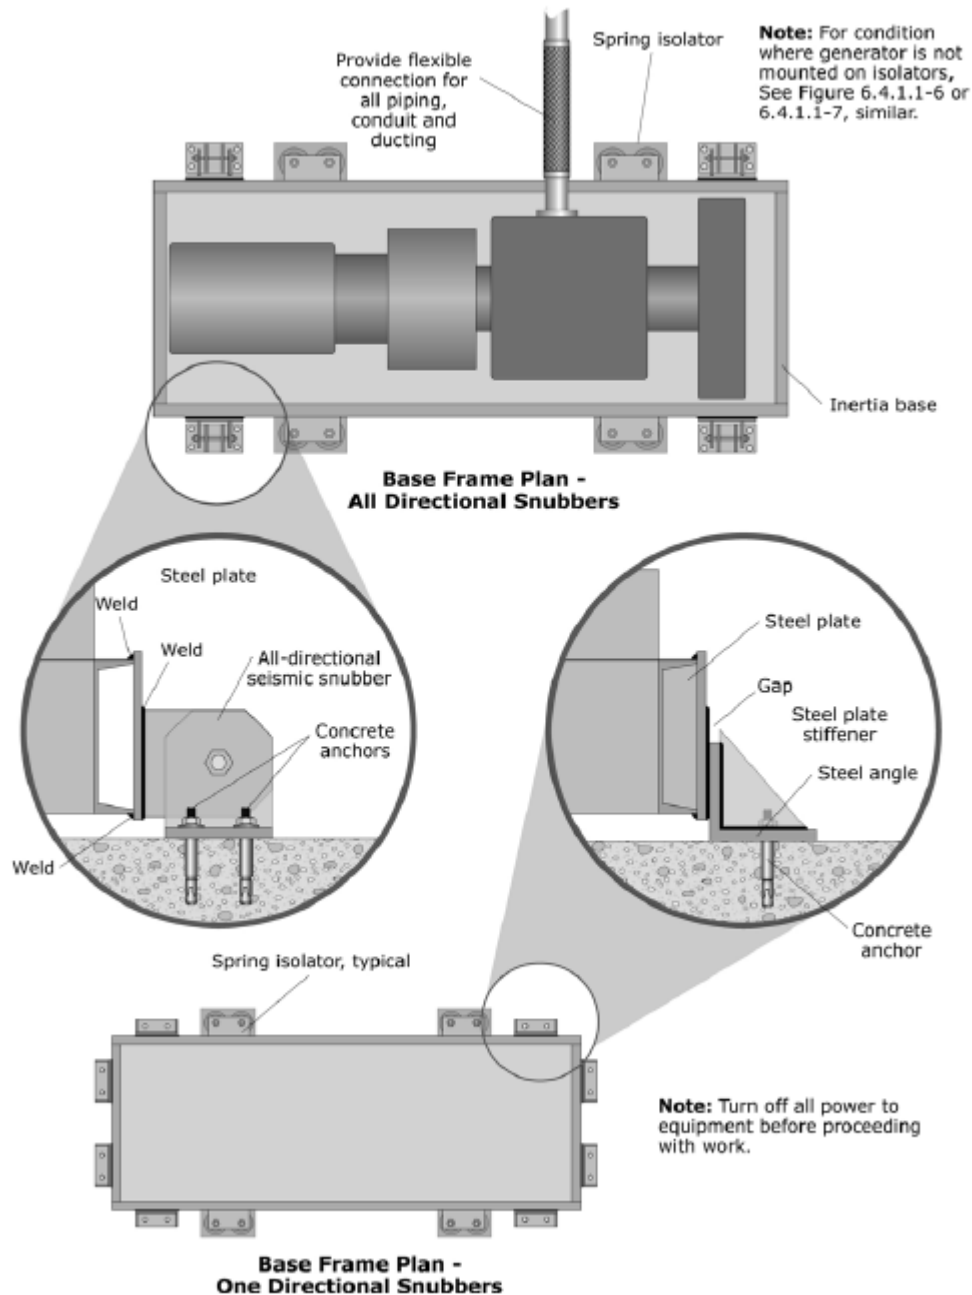 Spring isolator
Note: For condition
where generator is not
mounted on isolators,
See Figure 6.4.1.1-6 or
6.4.1.1-7, similar.
Provide flexible
connection for
all piping,
conduit and
ducting
Inertia base
Base Frame Plan -
All Directional Snubbers
Steel plate
Weld
Weld
All-directional
seismic snubber
Concrete
anchors
Weld
Steel plate
Gap
Steel plate
stiffener
Steel angle
Concrete
anchor
Spring isolator, typical
Note: Turn off all power to
equipment before proceeding
with work.
Base Frame Plan -
One Directional Snubbers